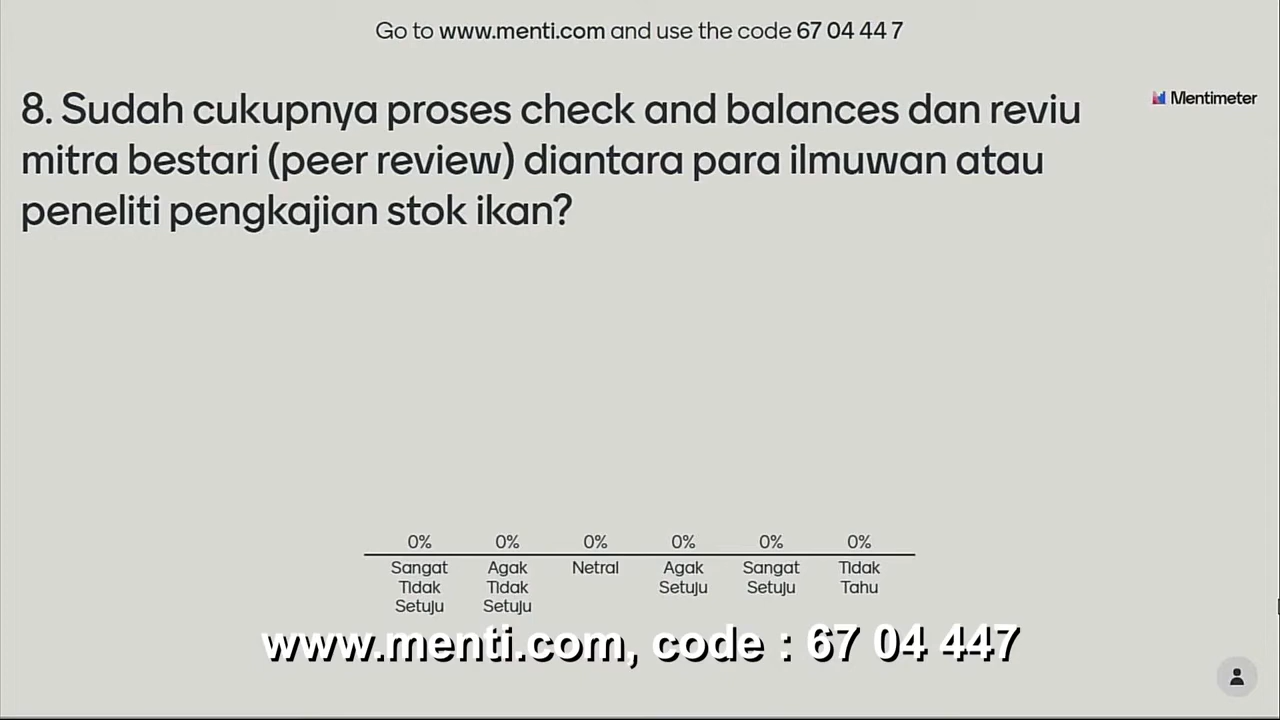 Go to www.menti.com and use the code 67 04 44 7
8. Sudah cukupnya proses check and balances dan reviu
mitra bestari (peer review) diantara para ilmuwan atau
peneliti pengkajian stok ikan?
Mentimeter
0% 0% 0% 0% 0% 0%
Sangat Agak Netral Agak Sangat Tidak
Tidak Tidak Setuju Setuju Tahu
Setuju Setuju
www.menti.com, code : 67 04 447